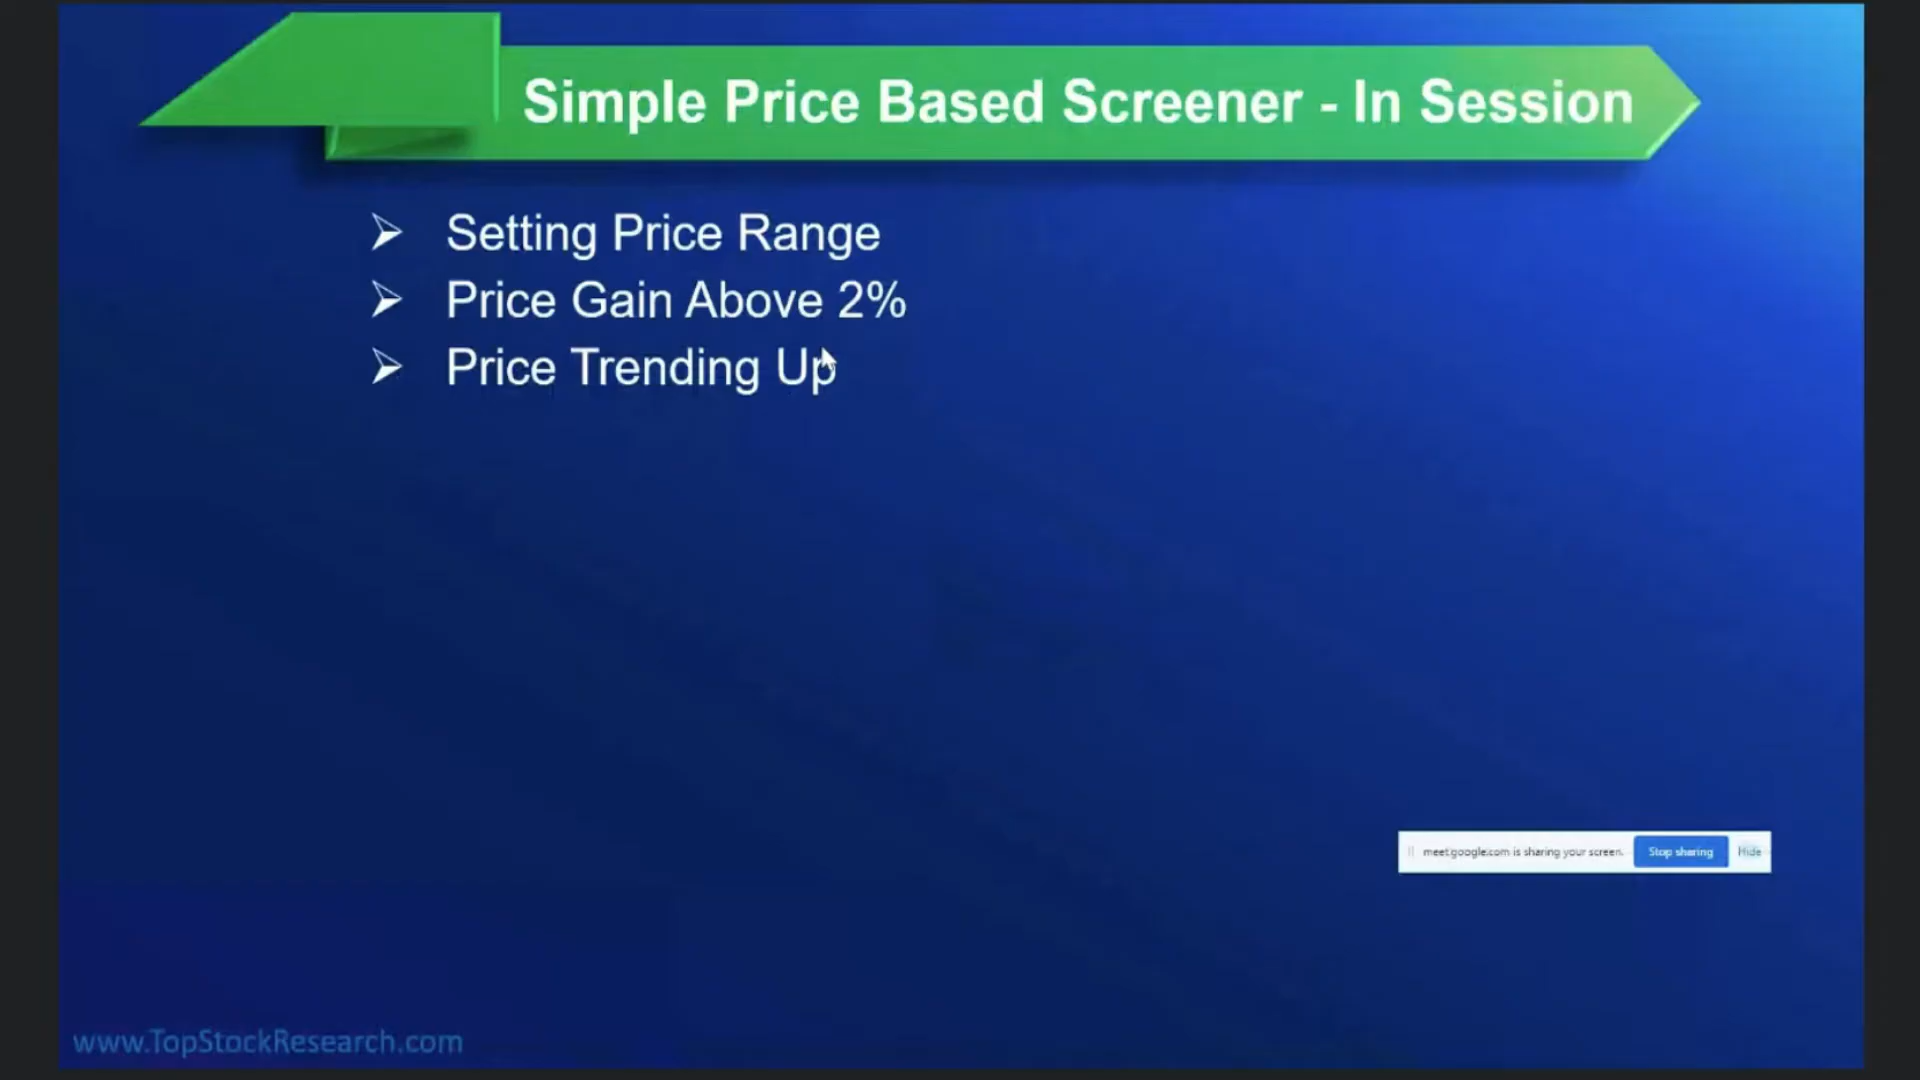 Simple Price Based Screener - In Session
Setting Price Range
Price Gain Above 2%
Price Trending Up
meet.google.com is sharing your screen. Stop sharing Hide
www.TopStockResearch.com